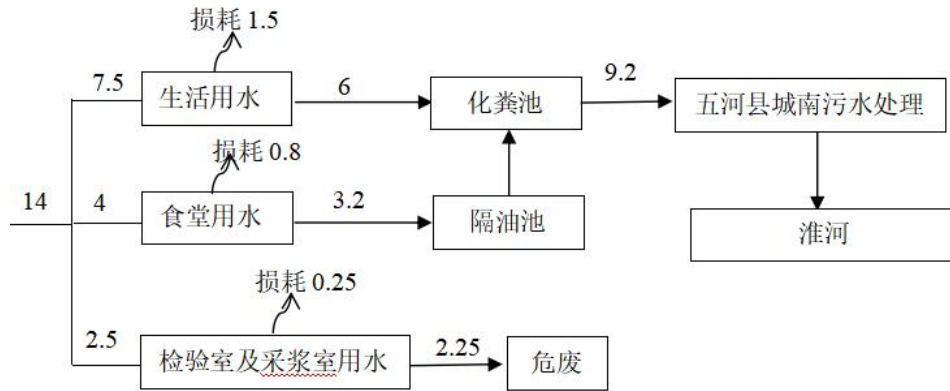 损耗 1.5
7.5
生活用水
6
化粪池
9.2
五河县城南污水处理
损耗 0.8
14
4
食堂用水
3.2
隔油池
淮河
损耗 0.25
2.5
检验室及采浆室用水
2.25
危废